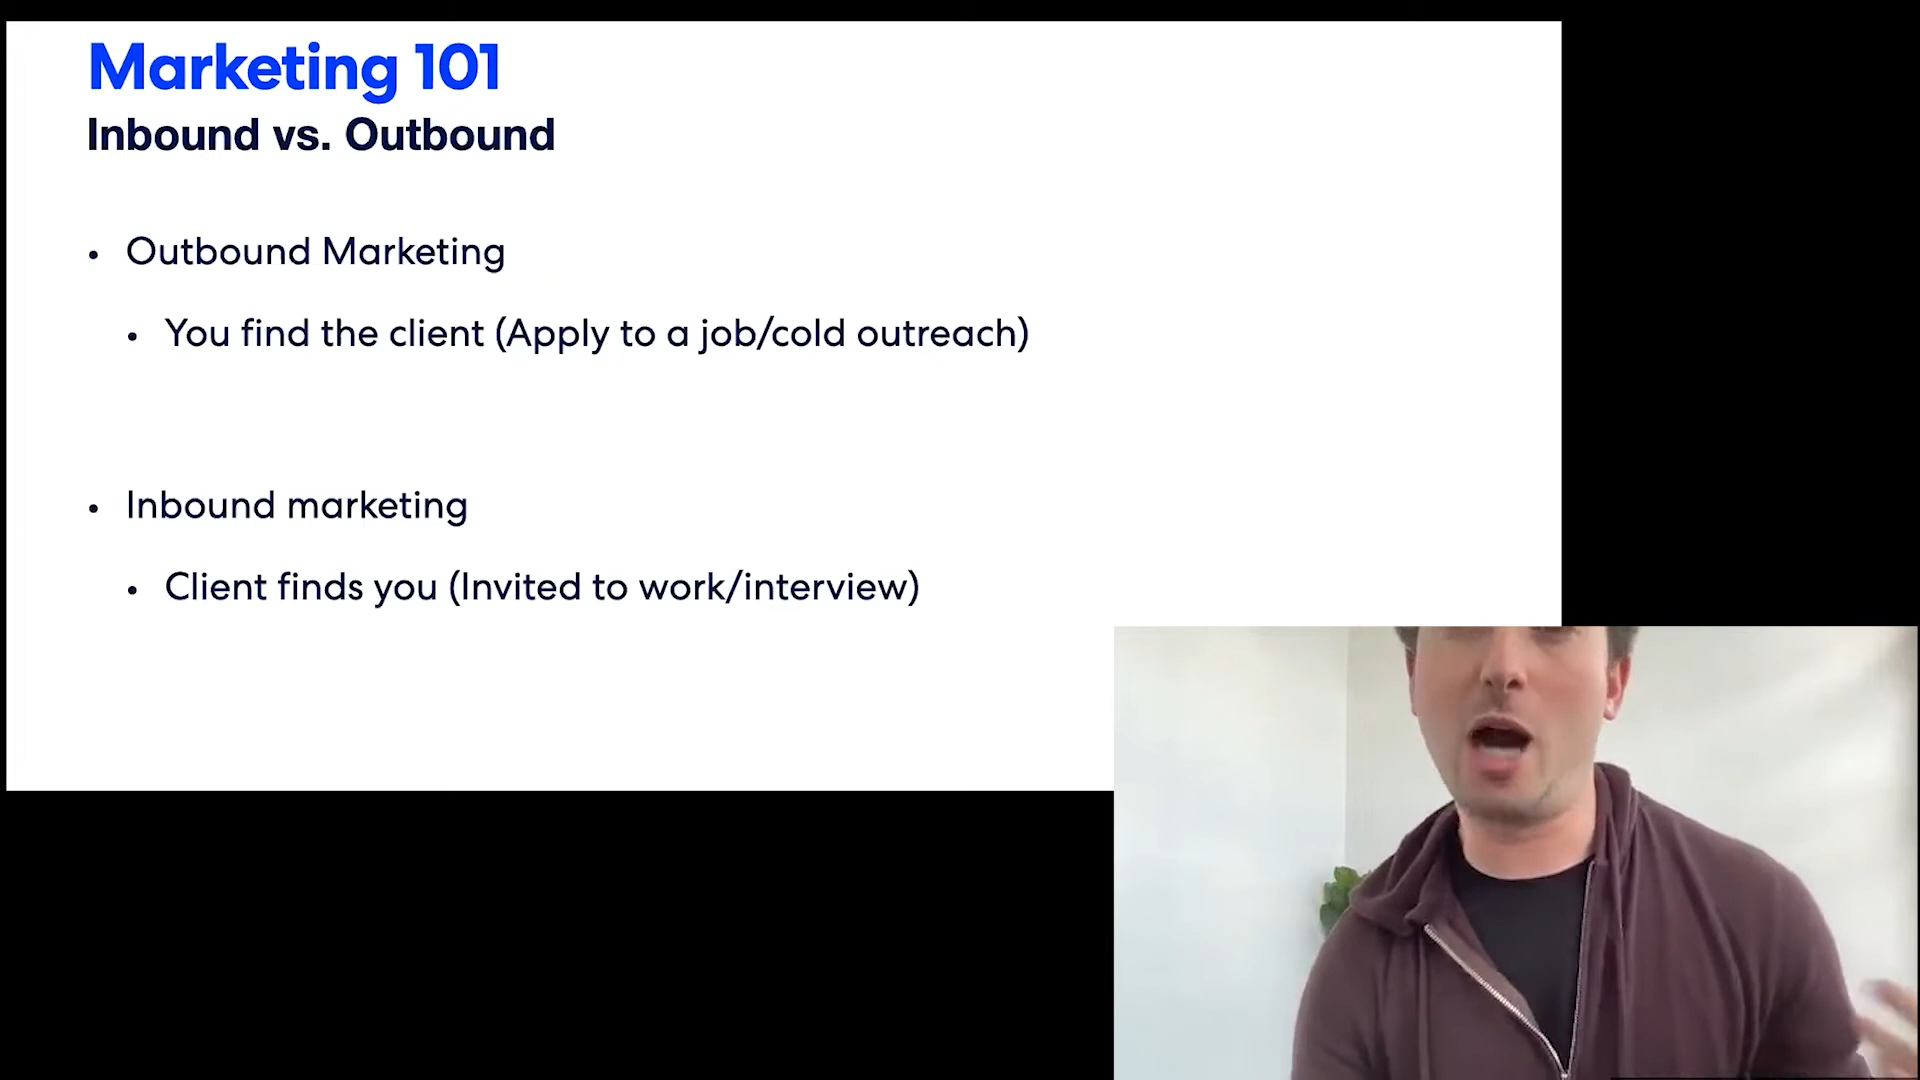 Marketing 101
Inbound vs. Outbound
• Outbound Marketing
• You find the client (Apply to a job/cold outreach)
• Inbound marketing
• Client finds you (Invited to work/interview)